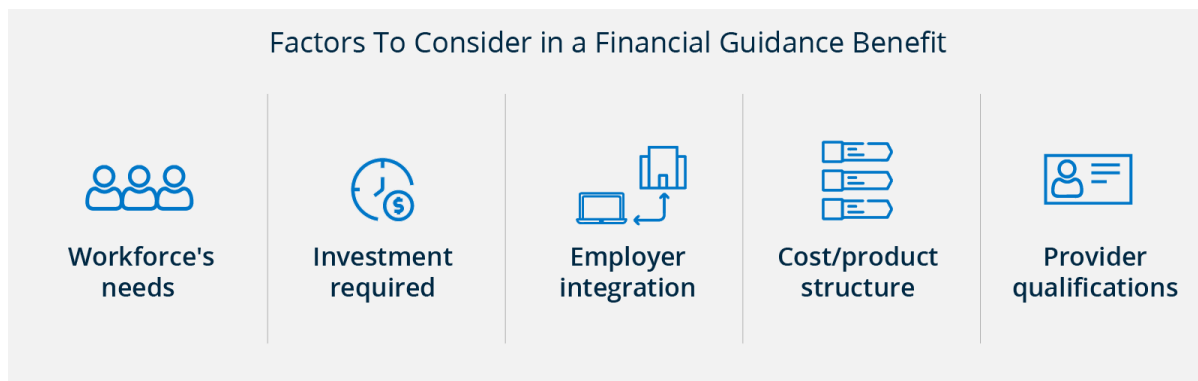 Factors To Consider in a Financial Guidance Benefit
Workforce's
needs
Investment
required
Employer
integration
Cost/product
structure
Provider
qualifications